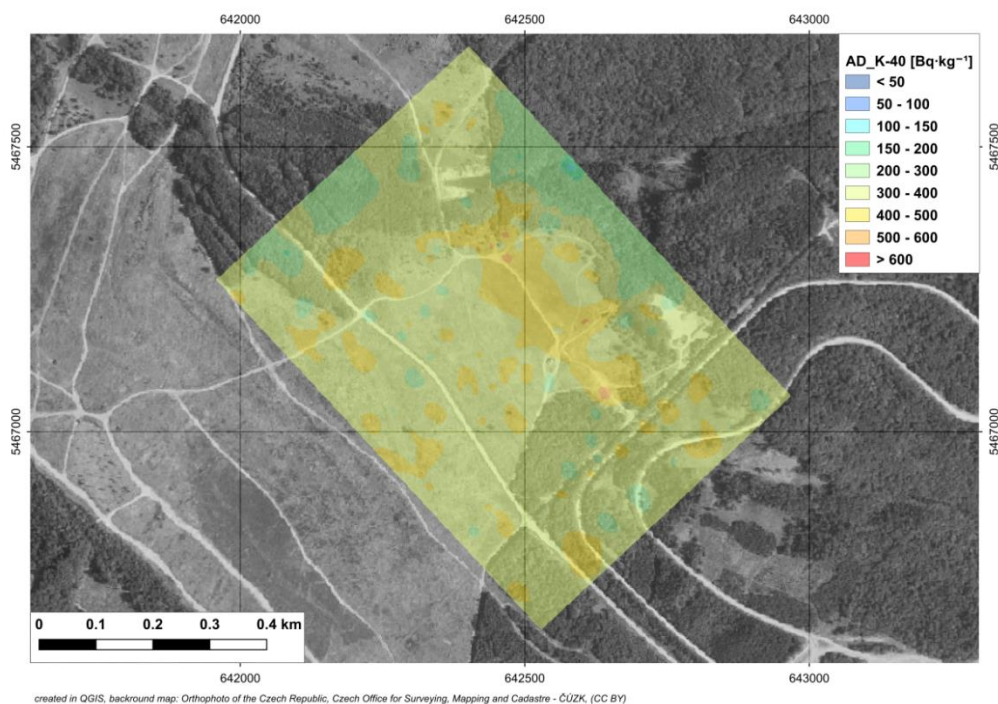 642000 642500 643000
AD_K-40 [Bq·kg⁻¹]
< 50
50 - 100
100 - 150
150 - 200
200 - 300
300 - 400
400 - 500
500 - 600
> 600
5467500 5467500
5467000 5467000
0 0.1 0.2 0.3 0.4 km
642000 642500 643000
created in QGIS, backround map: Orthophoto of the Czech Republic, Czech Office for Surveying, Mapping and Cadastre - ČÚZK, (CC BY)